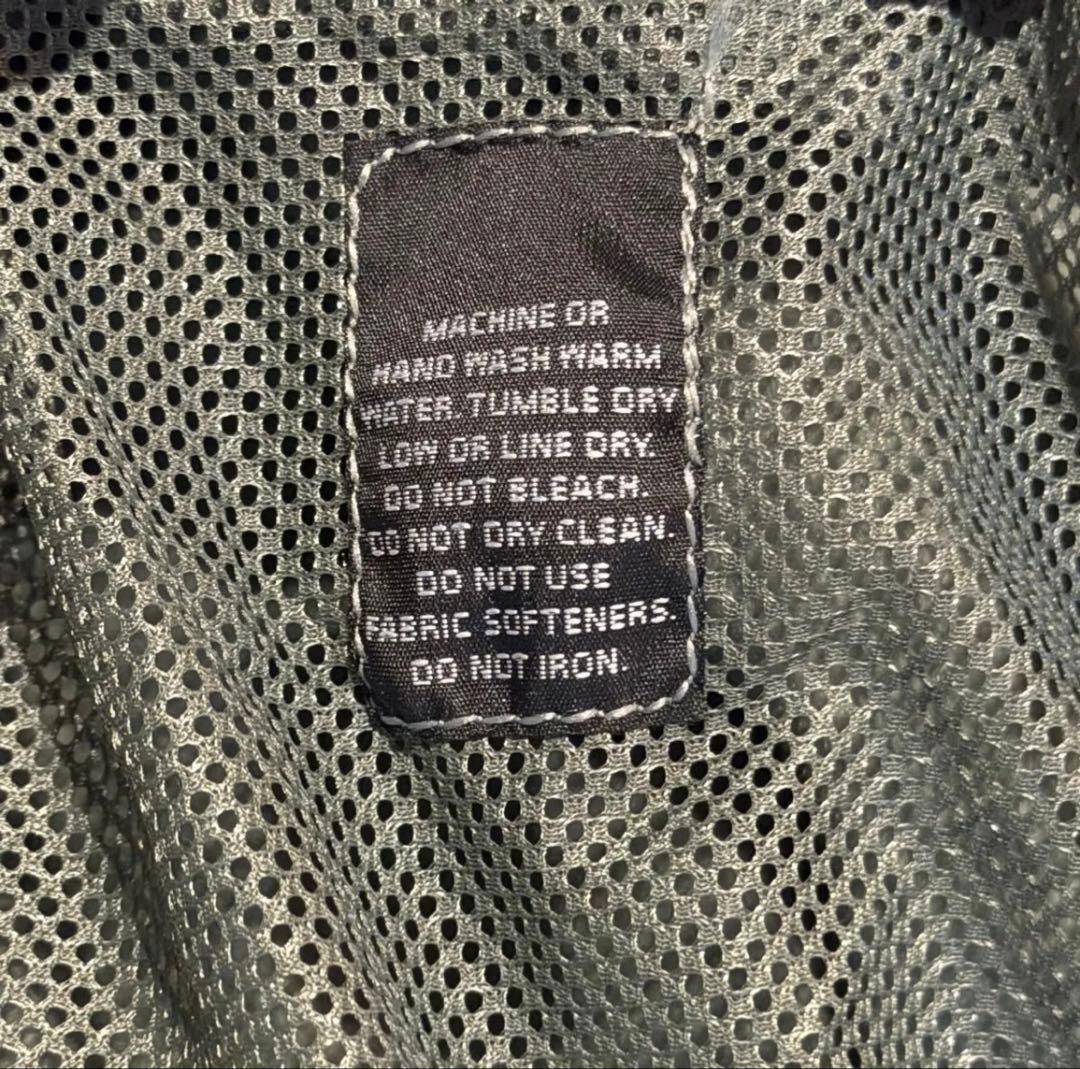 MACHINE OR
HAND WASH WARM
WATER. TUMBLE DRY
LOW OR LINE DRY.
DO NOT BLEACH.
DO NOT DRY CLEAN.
DO NOT USE
FABRIC SOFTENERS.
DO NOT IRON.